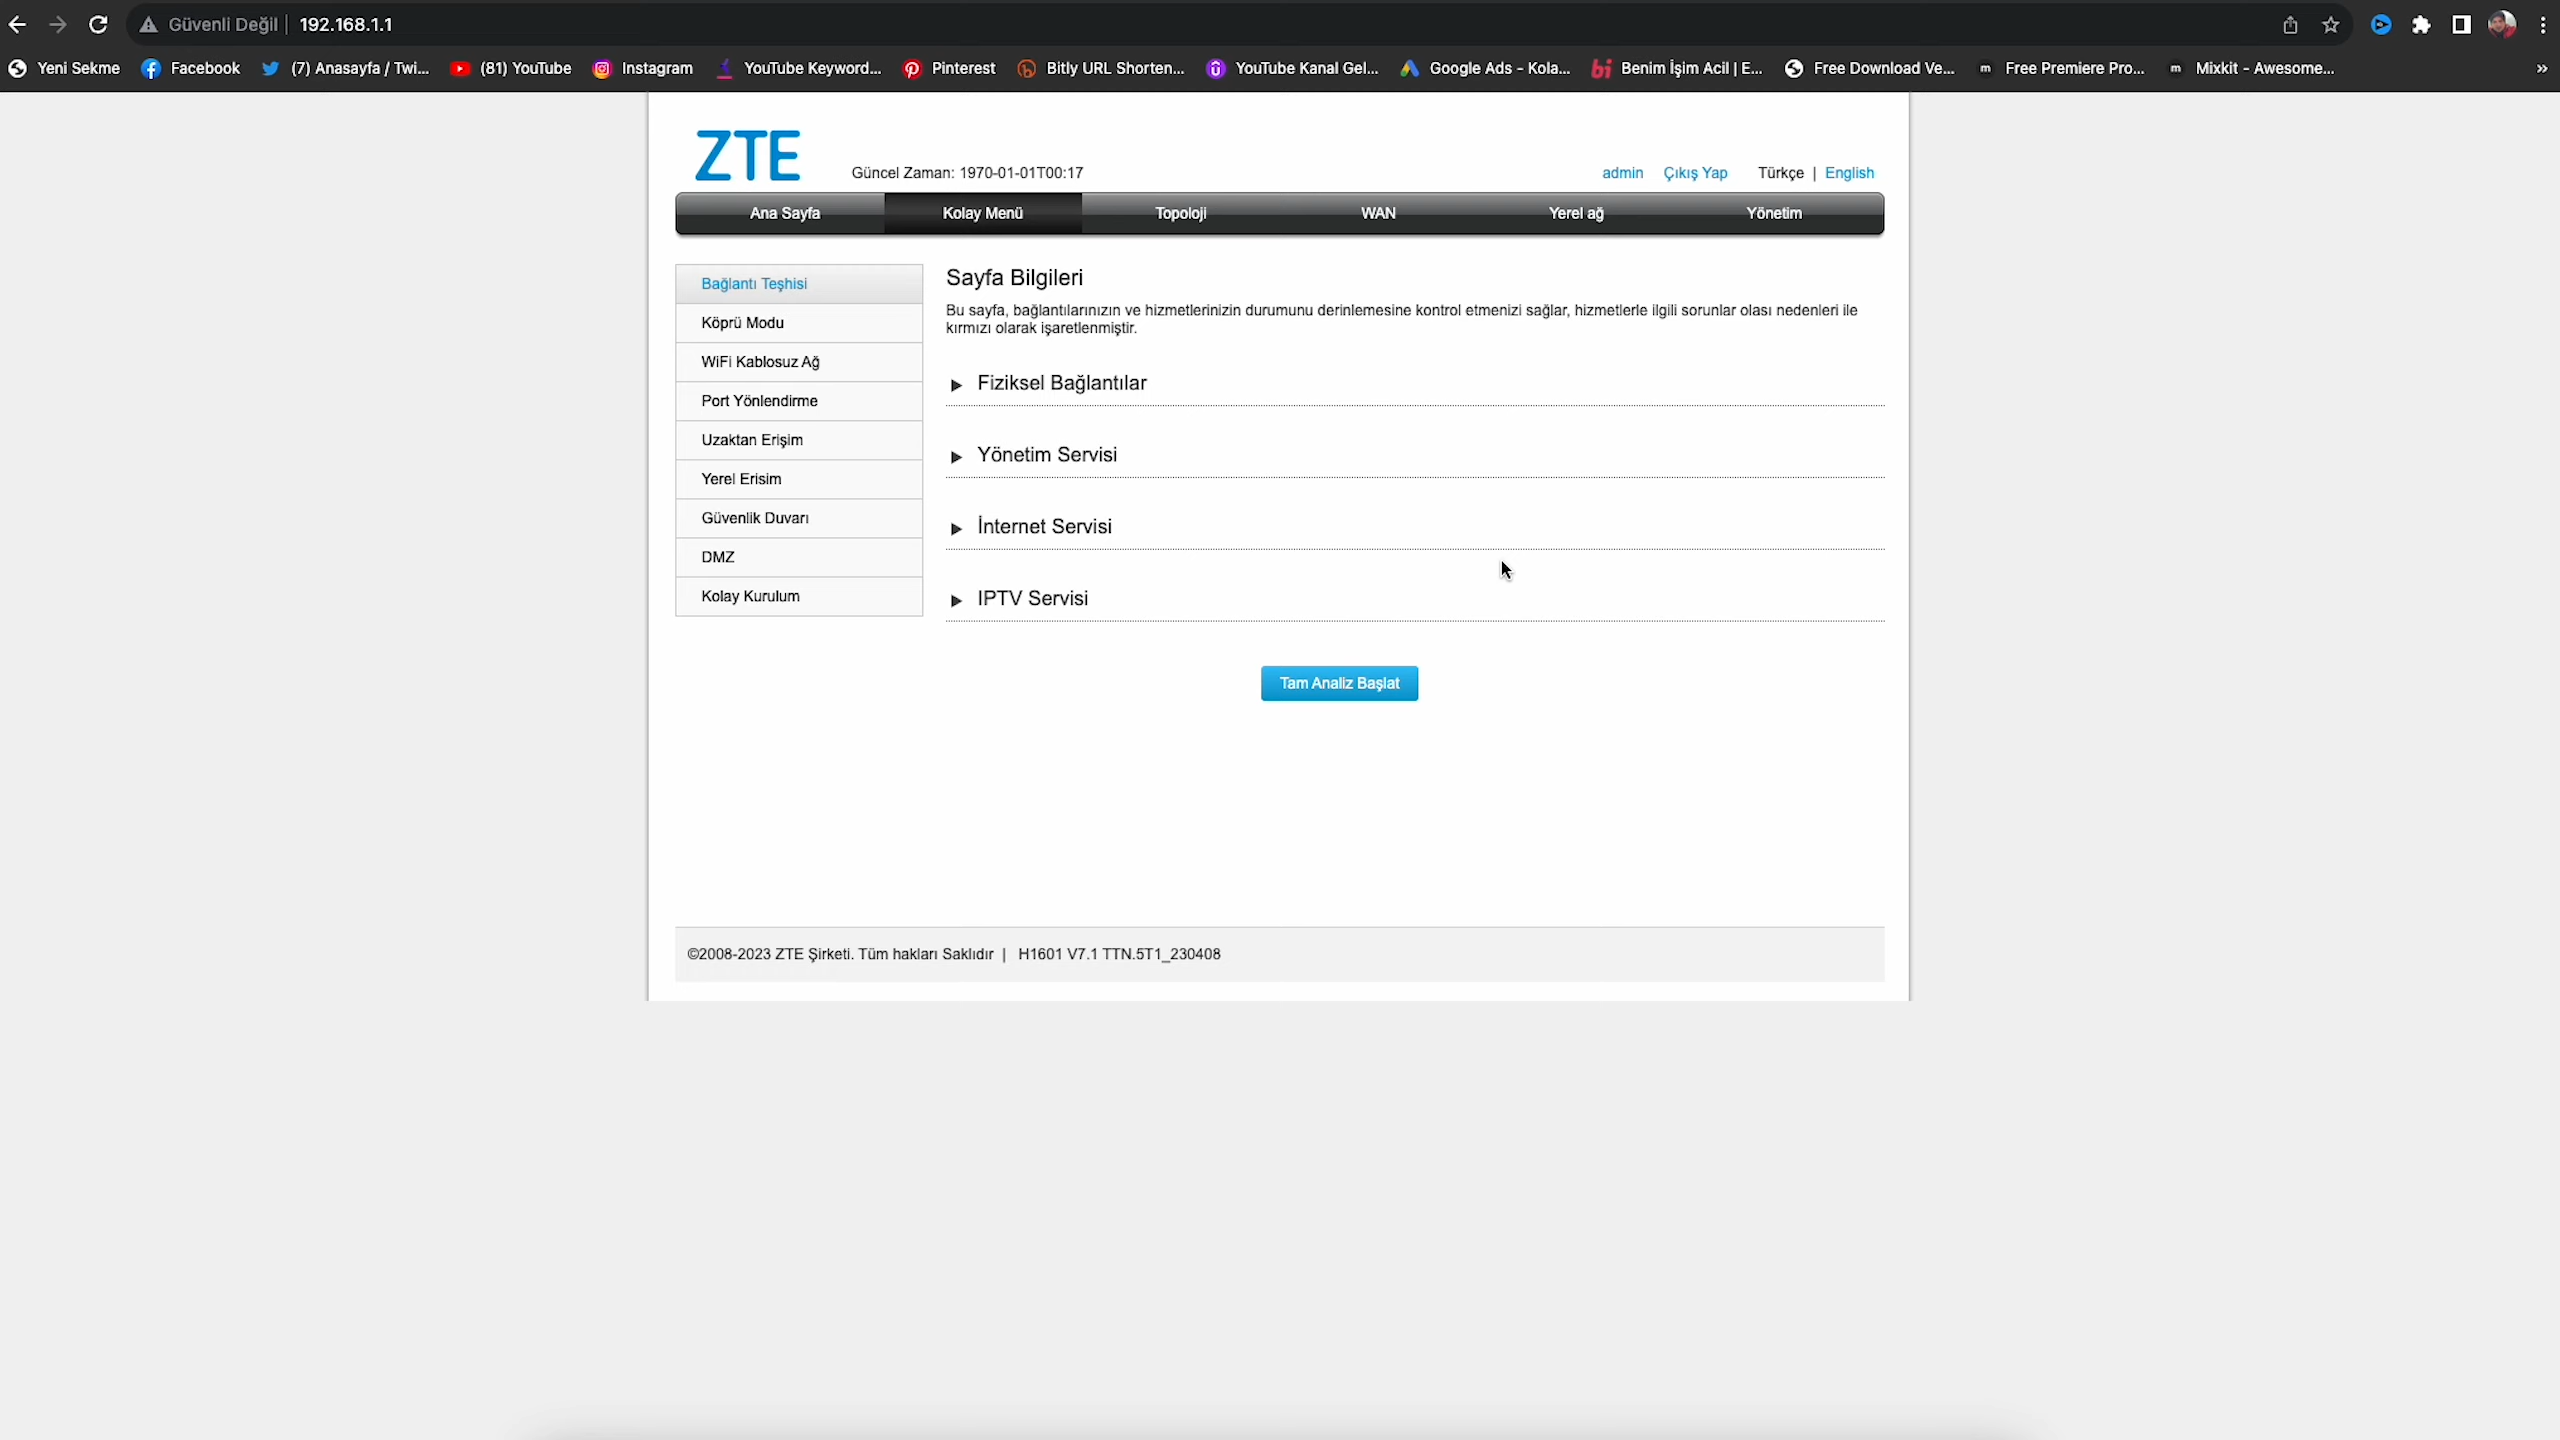 Güvenli Değil | 192.168.1.1
Yeni Sekme Facebook (7) Anasayfa / Twi... (81) YouTube Instagram YouTube Keyword... Pinterest Bitly URL Shorten... YouTube Kanal Gel... Google Ads - Kola... bi Benim İşim Acil | E... Free Download Ve... m Free Premiere Pro... m Mixkit - Awesome... »
ZTE
Güncel Zaman: 1970-01-01T00:17
admin Çıkış Yap Türkçe | English
Ana Sayfa Kolay Menü Topoloji WAN Yerel ağ Yönetim
Bağlantı Teşhisi
Köprü Modu
WiFi Kablosuz Ağ
Port Yönlendirme
Uzaktan Erişim
Yerel Erisim
Güvenlik Duvarı
DMZ
Kolay Kurulum
Sayfa Bilgileri
Bu sayfa, bağlantılarınızın ve hizmetlerinizin durumunu derinlemesine kontrol etmenizi sağlar, hizmetlerle ilgili sorunlar olası nedenleri ile
kırmızı olarak işaretlenmiştir.
Fiziksel Bağlantılar
Yönetim Servisi
İnternet Servisi
IPTV Servisi
Tam Analiz Başlat
©2008-2023 ZTE Şirketi. Tüm hakları Saklıdır | H1601 V7.1 TTN.5T1_230408